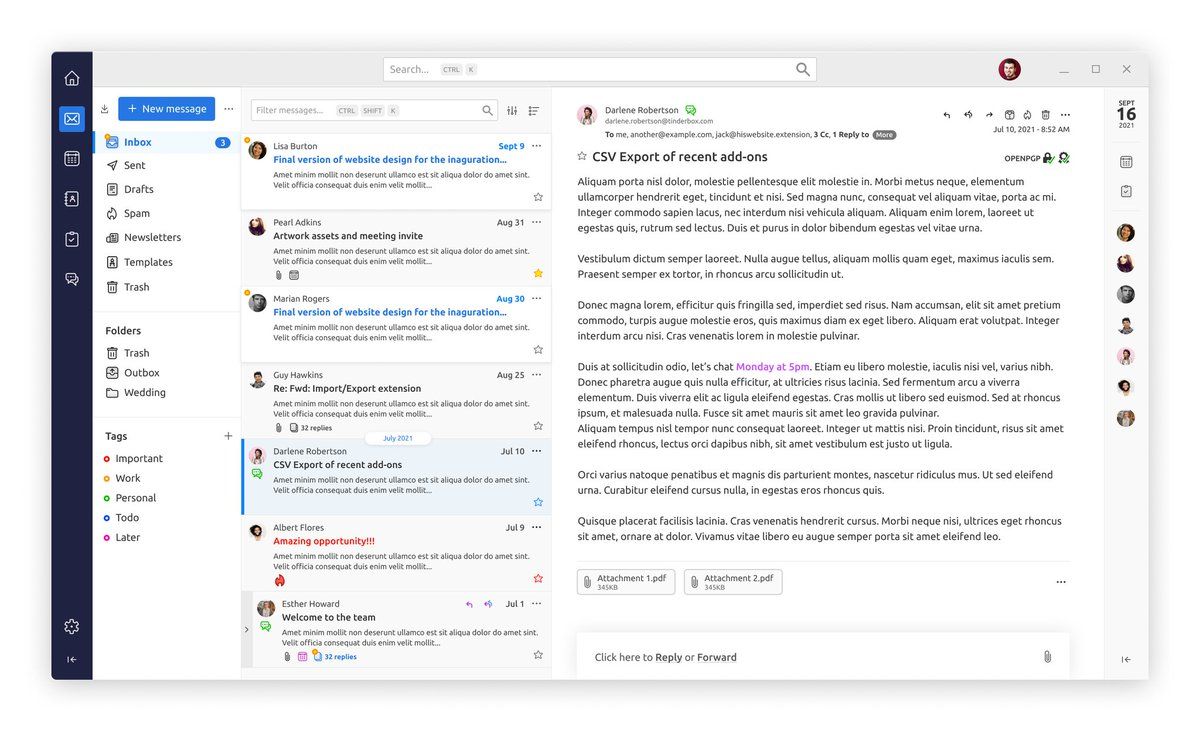 Search... CTRL K
New message
Inbox 3
Sent
Drafts
Spam
Newsletters
Templates
Trash
Folders
Trash
Outbox
Wedding
Tags
Important
Work
Personal
Todo
Later
Filter messages... CTRL SHIFT K
Lisa Burton Sept 9
Final version of website design for the inaguration...
Amet minim mollit non deserunt ullamco est sit aliqua dolor do amet sint.
Velit officia consequat duis enim velit mollit...
Pearl Adkins Aug 31
Artwork assets and meeting invite
Amet minim mollit non deserunt ullamco est sit aliqua dolor do amet sint.
Velit officia consequat duis enim velit mollit...
Marian Rogers Aug 30
Final version of website design for the inaguration...
Amet minim mollit non deserunt ullamco est sit aliqua dolor do amet sint.
Velit officia consequat duis enim velit mollit...
Guy Hawkins Aug 25
Re: Fwd: Import/Export extension
Amet minim mollit non deserunt ullamco est sit aliqua dolor do amet sint.
Velit officia consequat duis enim velit mollit...
32 replies
July 2021
Darlene Robertson Jul 10
CSV Export of recent add-ons
Amet minim mollit non deserunt ullamco est sit aliqua dolor do amet sint.
Velit officia consequat duis enim velit mollit...
Albert Flores Jul 9
Amazing opportunity!!!
Amet minim mollit non deserunt ullamco est sit aliqua dolor do amet sint.
Velit officia consequat duis enim velit mollit...
Esther Howard Jul 1
Welcome to the team
Amet minim mollit non deserunt ullamco est sit aliqua dolor do amet sint.
Velit officia consequat duis enim velit mollit...
32 replies
Darlene Robertson
darlene.robertson@tinderbox.com
To me, another@example.com, jack@hiswebsite.extension, 3 Cc, 1 Reply to More
Jul 10, 2021 - 8:52 AM
CSV Export of recent add-ons
OPENPGP
Aliquam porta nisl dolor, molestie pellentesque elit molestie in. Morbi metus neque, elementum
ullamcorper hendrerit eget, tincidunt et nisi. Sed magna nunc, consequat vel aliquam vitae, porta ac mi.
Integer commodo sapien lacus, nec interdum nisi vehicula aliquam. Aliquam enim lorem, laoreet ut
egestas quis, rutrum sed lectus. Duis et purus in dolor bibendum egestas vel vitae urna.
Vestibulum dictum semper laoreet. Nulla augue tellus, aliquam mollis quam eget, maximus iaculis sem.
Praesent semper ex tortor, in rhoncus arcu sollicitudin ut.
Donec magna lorem, efficitur quis fringilla sed, imperdiet sed risus. Nam accumsan, elit sit amet pretium
commodo, turpis augue molestie eros, quis maximus diam ex eget libero. Aliquam erat volutpat. Integer
interdum arcu nisi. Cras venenatis lorem in molestie pulvinar.
Duis at sollicitudin odio, let's chat Monday at 5pm. Etiam eu libero molestie, iaculis nisi vel, varius nibh.
Donec pharetra augue quis nulla efficitur, at ultricies risus lacinia. Sed fermentum arcu a viverra
elementum. Duis viverra elit ac ligula eleifend egestas. Cras mollis ut libero sed euismod. Sed at rhoncus
ipsum, et malesuada nulla. Fusce sit amet mauris sit amet leo gravida pulvinar.
Aliquam tempus nisl tempor nunc consequat laoreet. Integer ut mattis nisi. Proin tincidunt, risus sit amet
eleifend rhoncus, lectus orci dapibus nibh, sit amet vestibulum est justo ut ligula.
Orci varius natoque penatibus et magnis dis parturient montes, nascetur ridiculus mus. Ut sed eleifend
urna. Curabitur eleifend cursus nulla, in egestas eros rhoncus quis.
Quisque placerat facilisis lacinia. Cras venenatis hendrerit cursus. Morbi neque nisi, ultrices eget rhoncus
sit amet, ornare at dolor. Vivamus vitae libero eu augue semper porta sit amet eleifend leo.
Attachment 1.pdf
345KB
Attachment 2.pdf
345KB
Click here to Reply or Forward
SEPT
16
2021